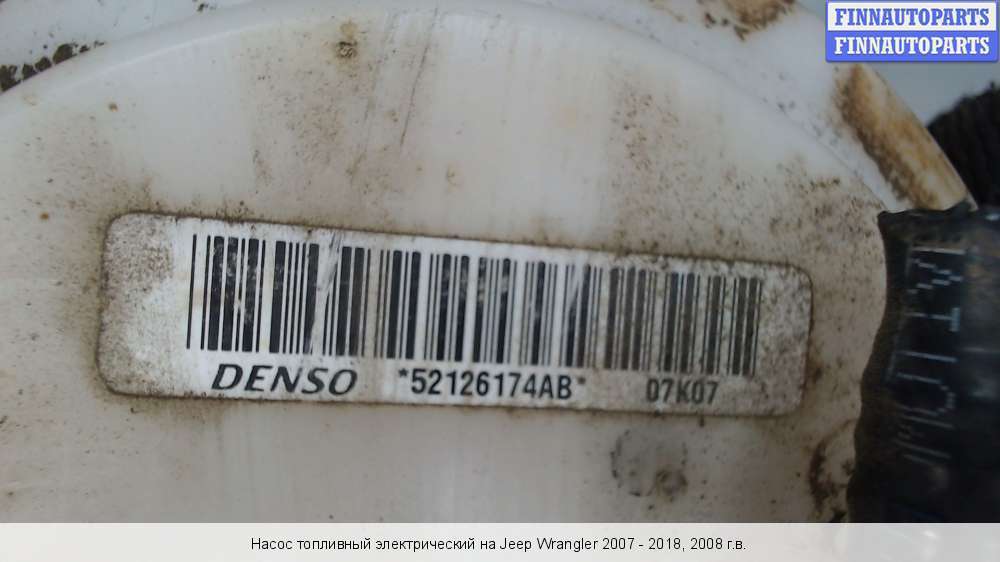 FINNAUTOPARTS
FINNAUTOPARTS
DENSO *52126174AB* 07K07
Насос топливный электрический на Jeep Wrangler 2007 - 2018, 2008 г.в.